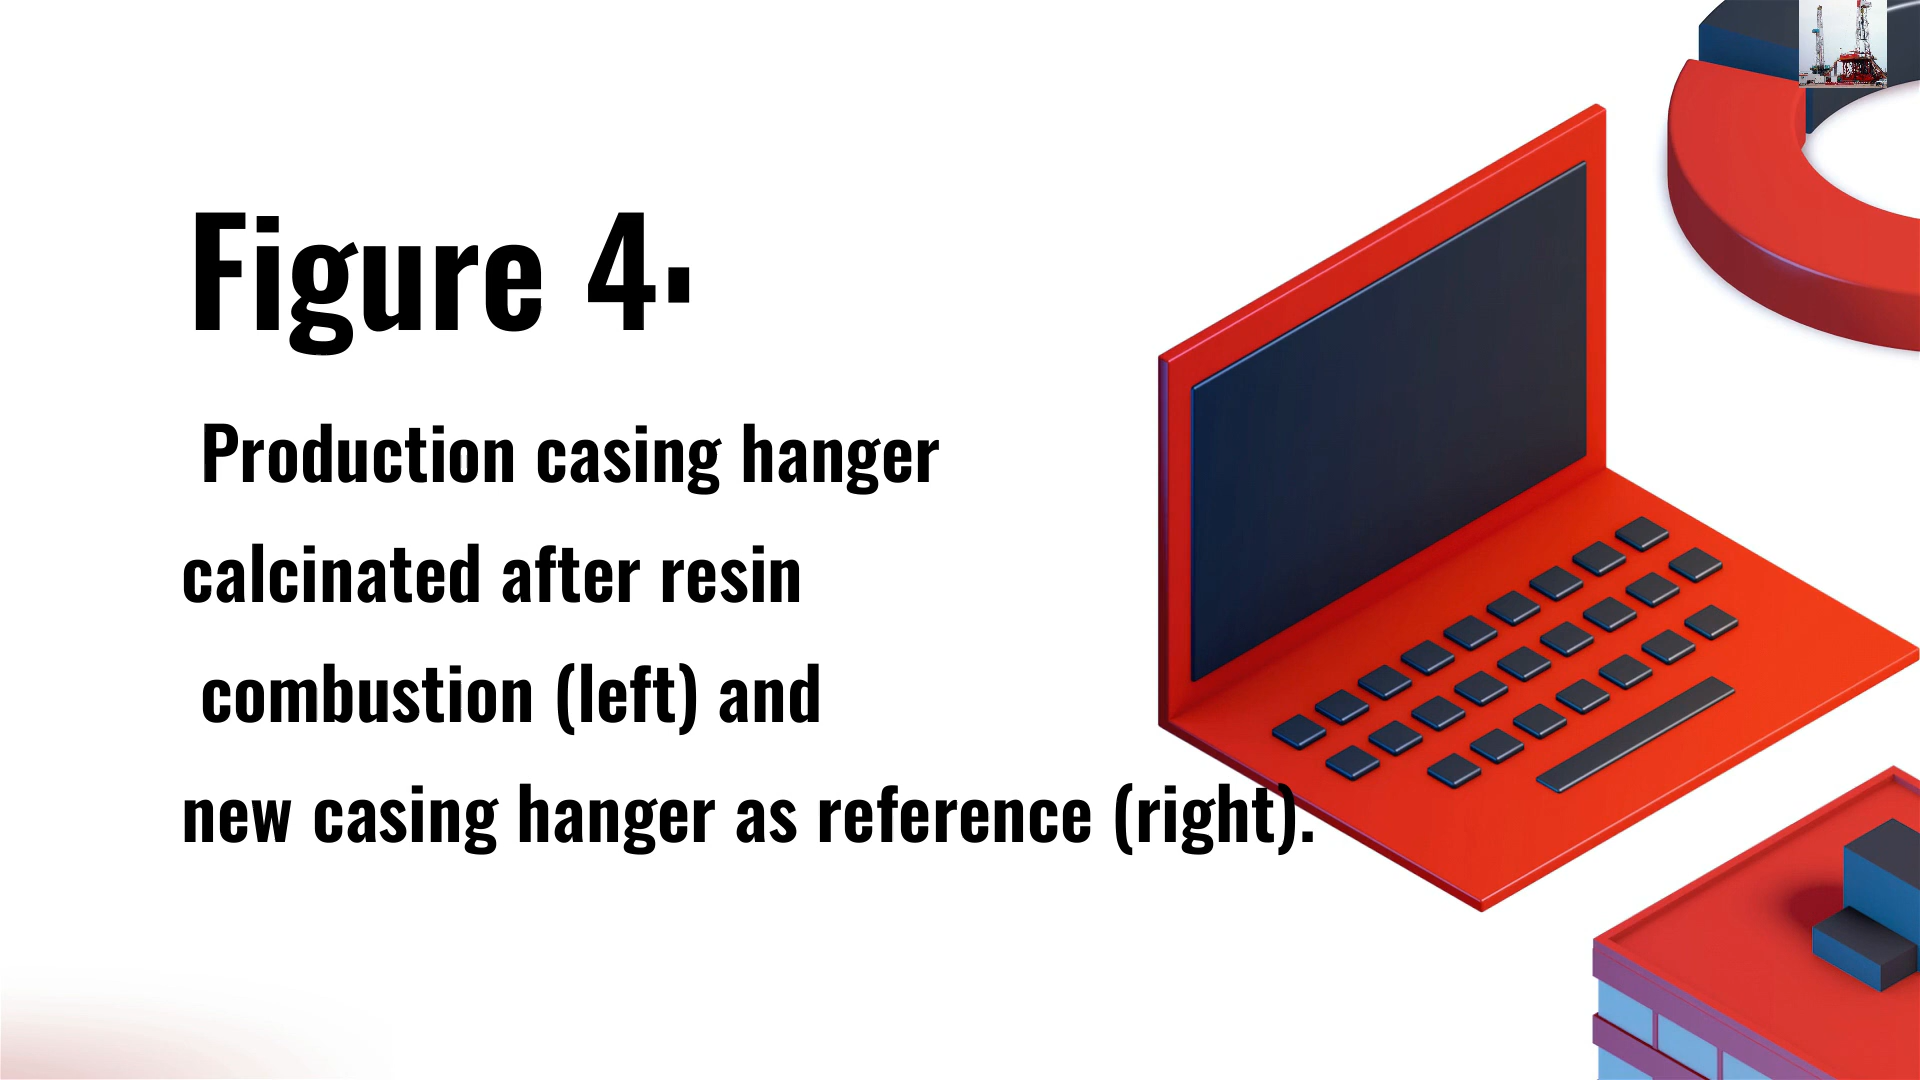 Figure 4.
Production casing hanger
calcinated after resin
combustion (left) and
new casing hanger as reference (right).